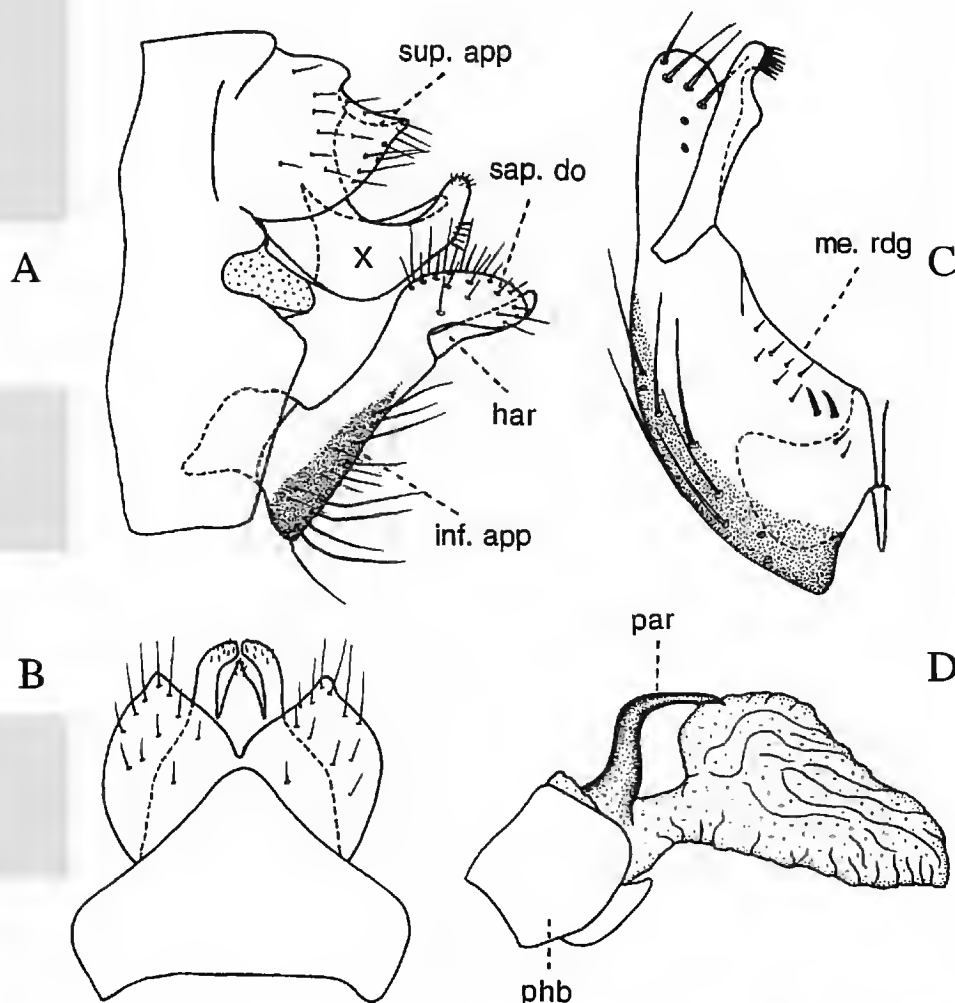 sup. app
sap. do
A
X
me. rdg
C
har
inf. app
B
par
D
phb